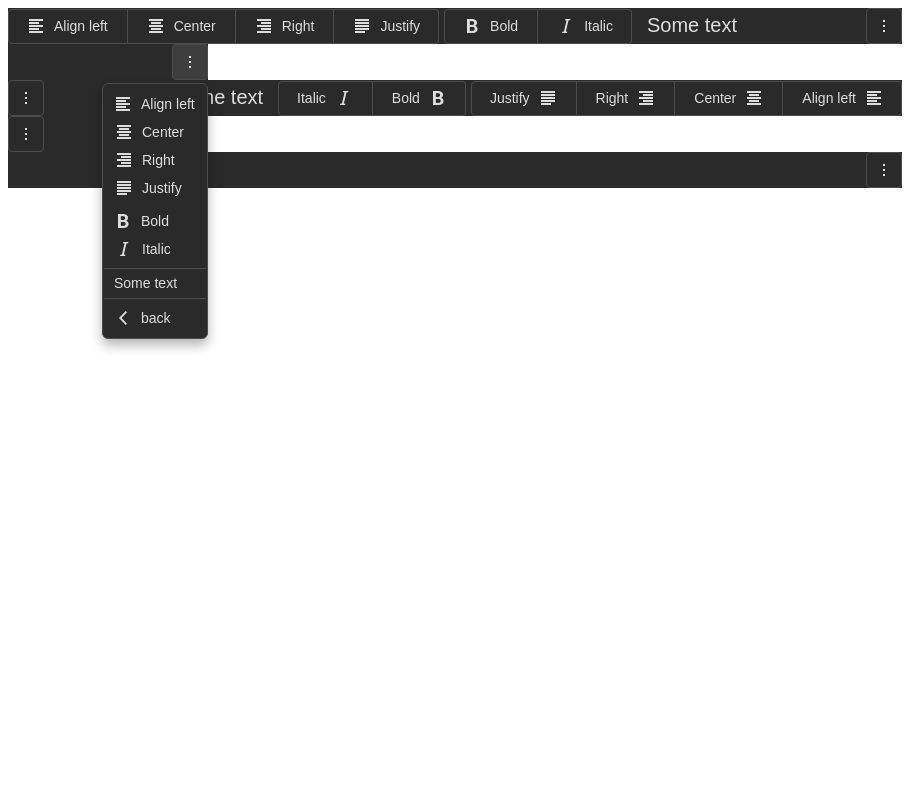 Align left Center Right Justify Bold Italic Some text
me text Italic Bold Justify Right Center Align left
Align left
Center
Right
Justify
Bold
Italic
Some text
back